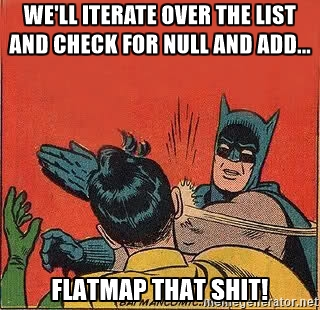 WE'LL ITERATE OVER THE LIST
AND CHECK FOR NULL AND ADD...
FLATMAP THAT SHIT!
memegenerator.net